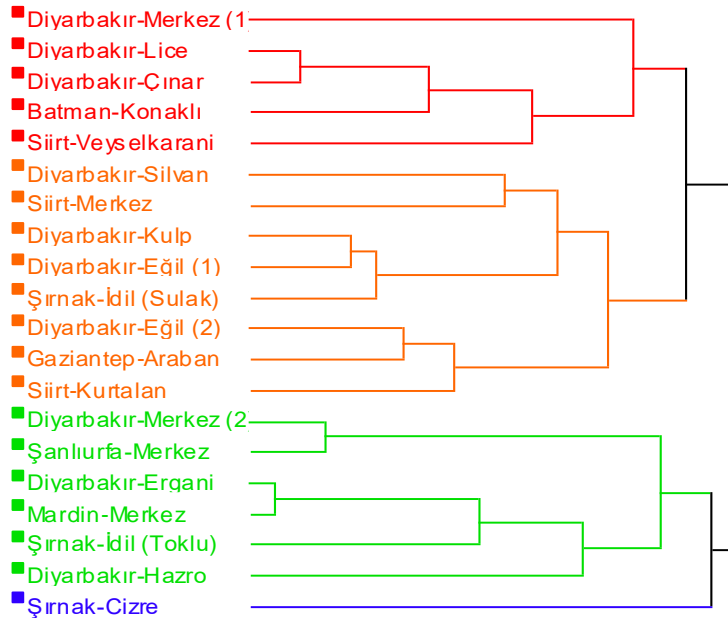 Diyarbakır-Merkez (1
Diyarbakır-Lice
Diyarbakır-Çınar
Batman-Konaklı
Siirt-Veyselkarani
Diyarbakır-Silvan
Siirt-Merkez
Diyarbakır-Kulp
Diyarbakır-Eğil (1)
Şırnak-İdil (Sulak)
Diyarbakır-Eğil (2)
Gaziantep-Araban
Siirt-Kurtalan
Diyarbakır-Merkez (2
Şanlıurfa-Merkez
Diyarbakır-Ergani
Mardin-Merkez
Şırnak-İdil (Toklu)
Diyarbakır-Hazro
Şırnak-Cizre